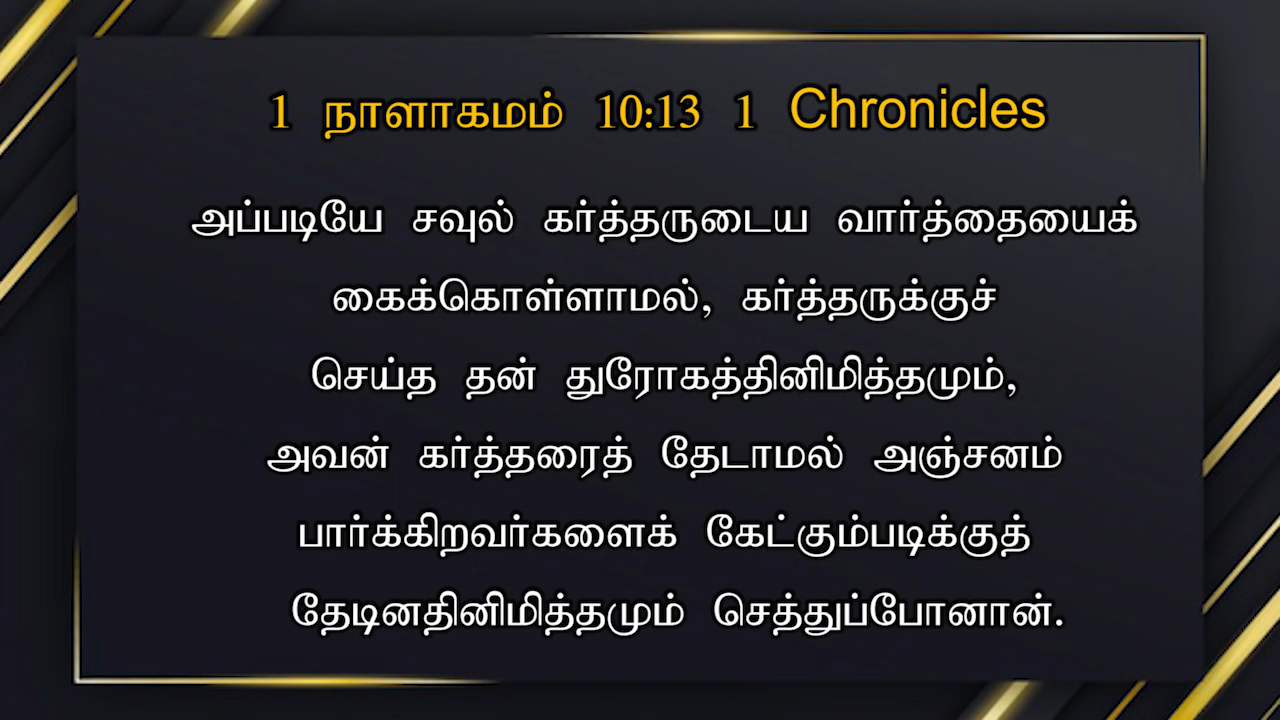 1 நாளாகமம் 10:13 1 Chronicles
அப்படியே சவுல் கர்த்தருடைய வார்த்தையைக்
கைக்கொள்ளாமல், கர்த்தருக்குச்
செய்த தன் துரோகத்தினிமித்தமும்,
அவன் கர்த்தரைத் தேடாமல் அஞ்சனம்
பார்க்கிறவர்களைக் கேட்கும்படிக்குத்
தேடினதினிமித்தமும் செத்துப்போனான்.